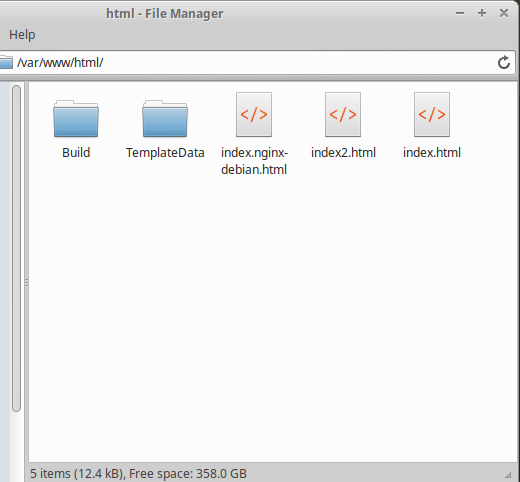 html - File Manager
Help
/var/www/html/
Build
TemplateData
index.nginx-
debian.html
index2.html
index.html
5 items (12.4 kB), Free space: 358.0 GB